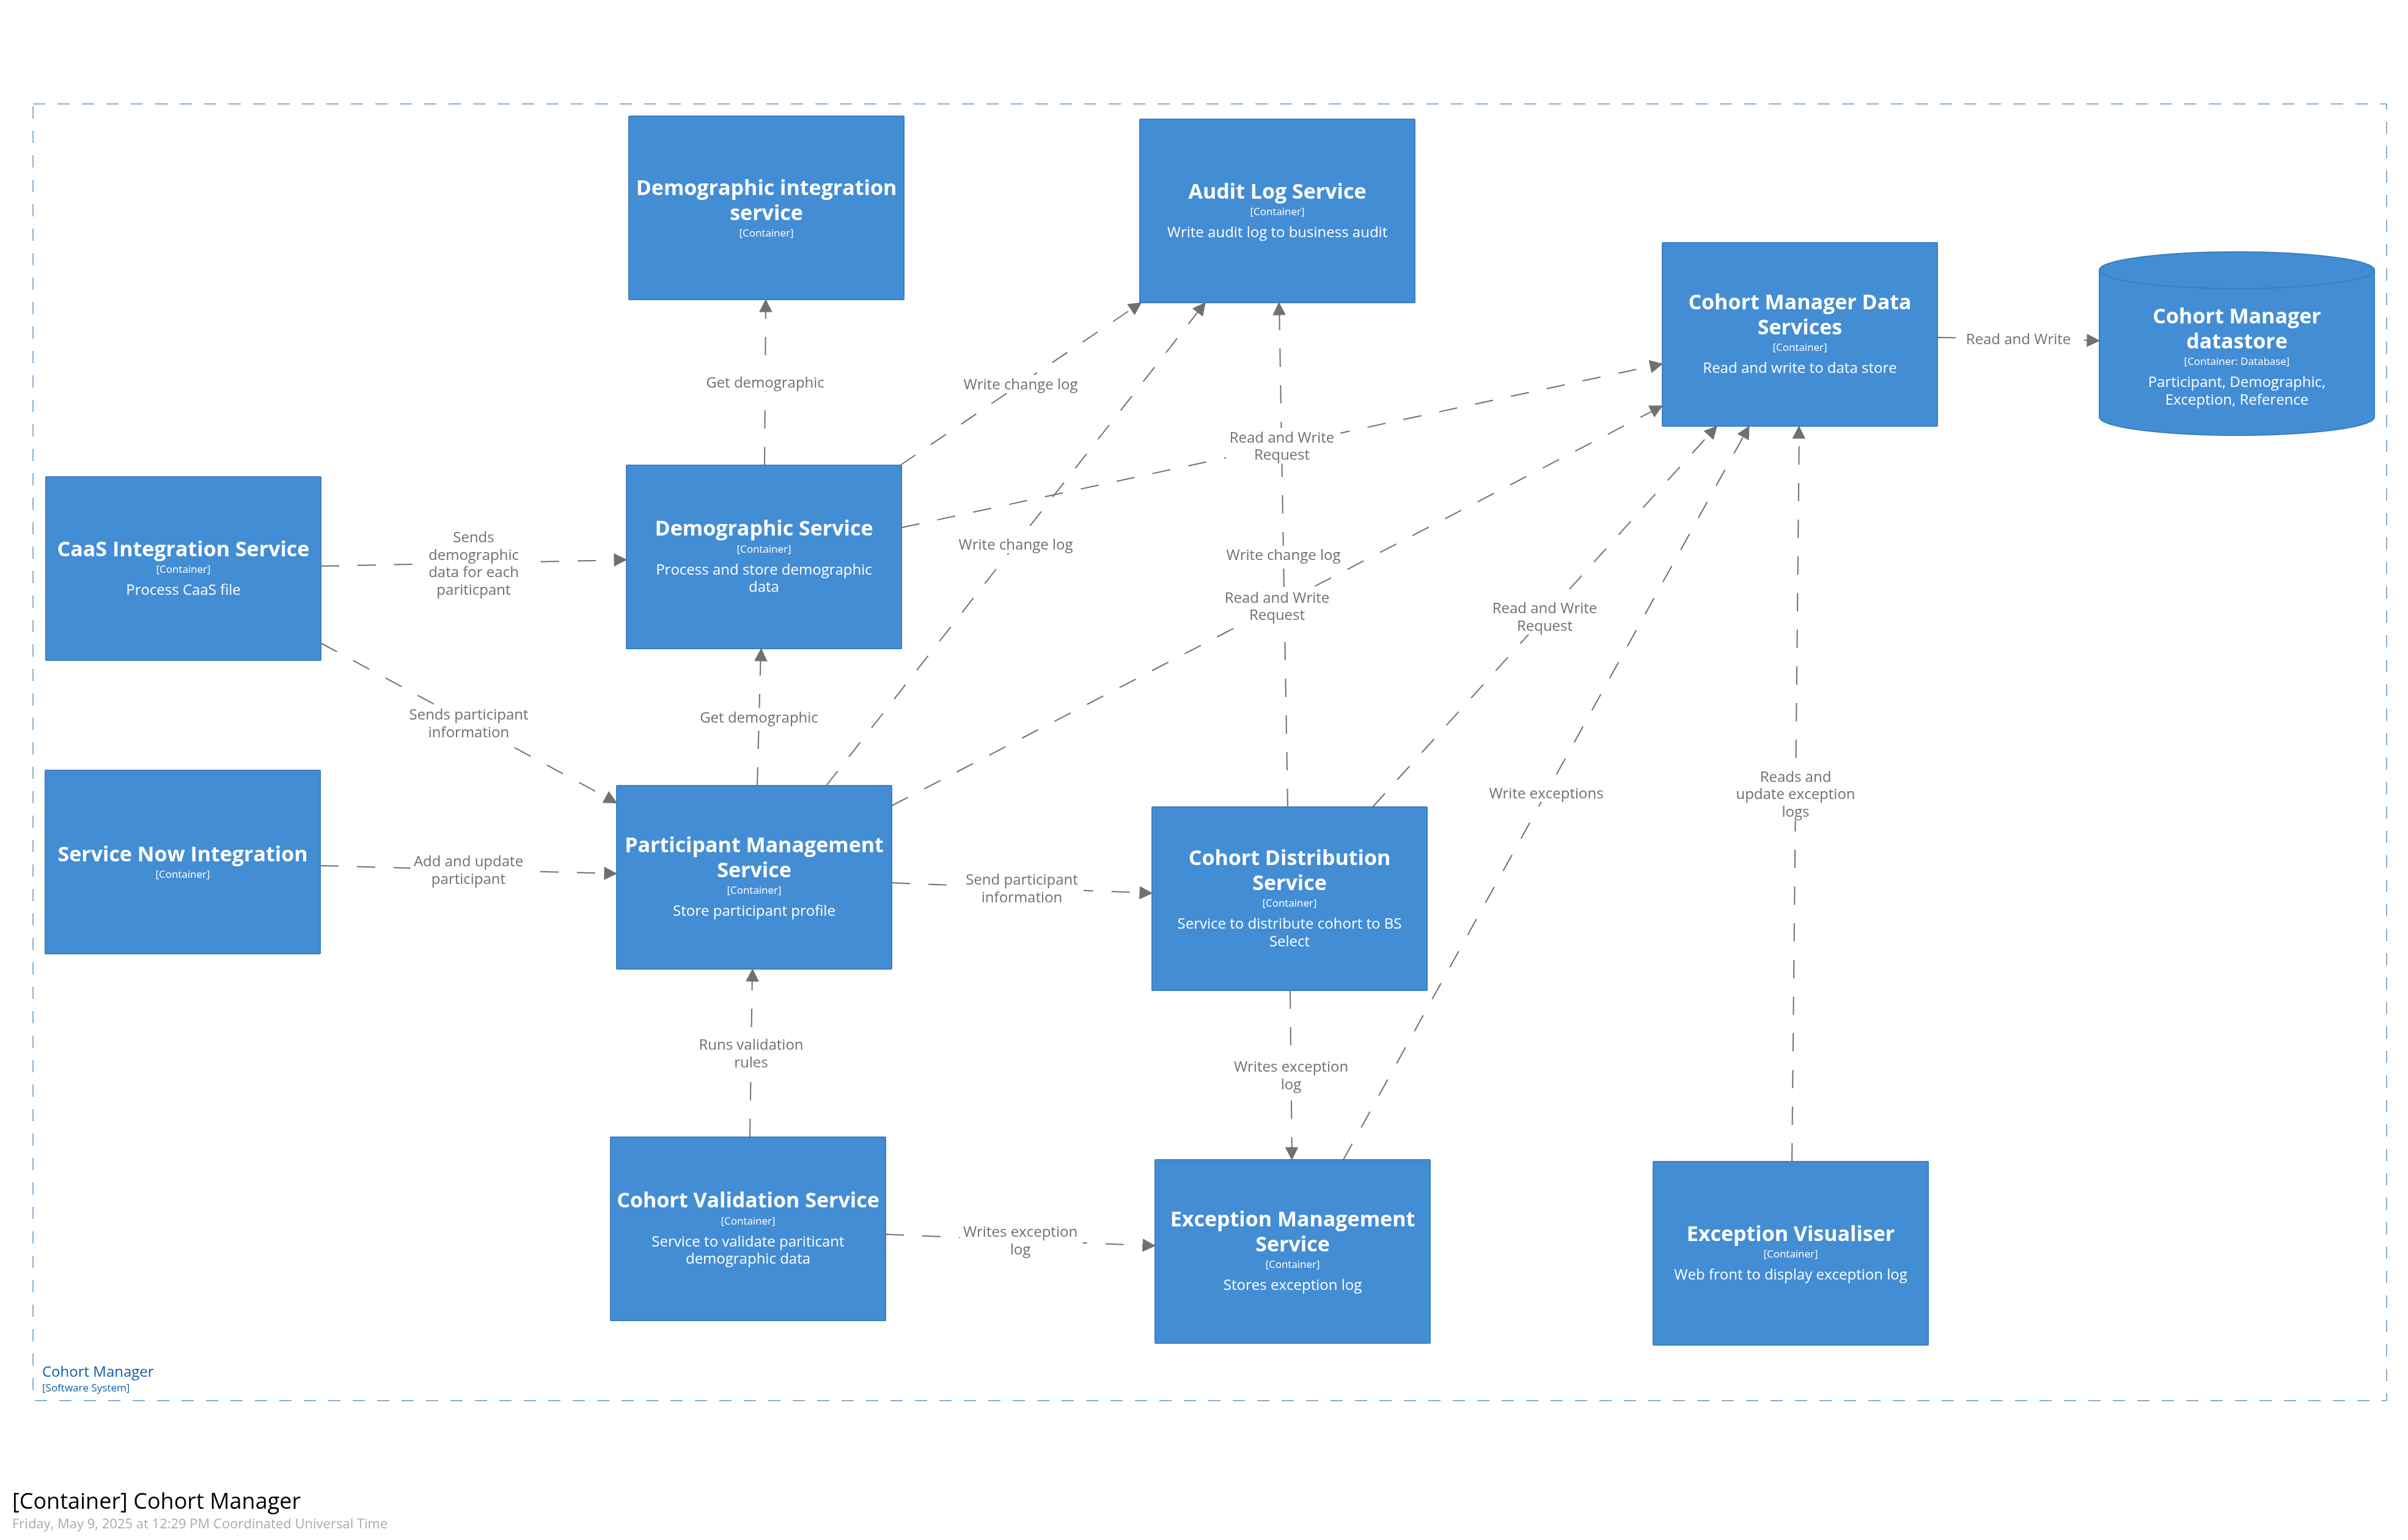 Demographic integration
service
[Container]
Audit Log Service
[Container]
Write audit log to business audit
Cohort Manager Data
Services
[Container]
Read and write to data store
Read and Write
Cohort Manager
datastore
[Container: Database]
Participant, Demographic,
Exception, Reference
Get demographic
Write change log
Read and Write
Request
CaaS Integration Service
[Container]
Process CaaS file
Sends
demographic
data for each
pariticpant
Demographic Service
[Container]
Process and store demographic
data
Write change log
Write change log
Read and Write
Request
Read and Write
Request
Sends participant
information
Get demographic
Service Now Integration
[Container]
Add and update
participant
Participant Management
Service
[Container]
Store participant profile
Send participant
information
Cohort Distribution
Service
[Container]
Service to distribute cohort to BS
Select
Write exceptions
Reads and
update exception
logs
Runs validation
rules
Writes exception
log
Cohort Validation Service
[Container]
Service to validate pariticant
demographic data
Writes exception
log
Exception Management
Service
[Container]
Stores exception log
Exception Visualiser
[Container]
Web front to display exception log
Cohort Manager
[Software System]
[Container] Cohort Manager
Friday, May 9, 2025 at 12:29 PM Coordinated Universal Time